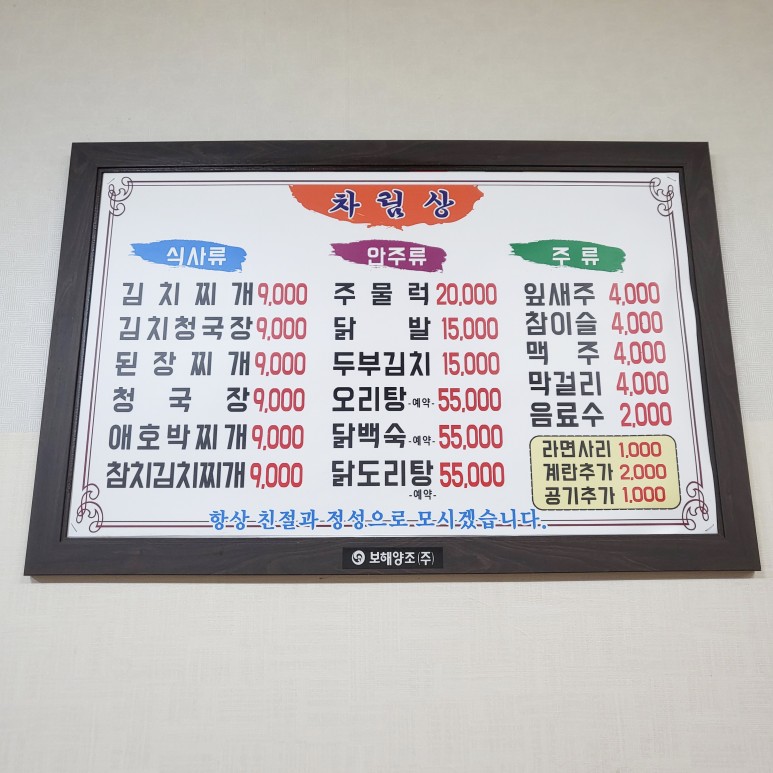 차림상
식사류
김치찌개 9,000
김치청국장 9,000
된장찌개 9,000
청국장 9,000
애호박찌개 9,000
참치김치찌개 9,000
안주류
주물럭 20,000
닭발 15,000
두부김치 15,000
오리탕 -예약- 55,000
닭백숙 -예약- 55,000
닭도리탕 55,000
-예약-
주류
잎새주 4,000
참이슬 4,000
맥주 4,000
막걸리 4,000
음료수 2,000
라면사리 1,000
계란추가 2,000
공기추가 1,000
항상 친절과 정성으로 모시겠습니다.
보해양조(주)